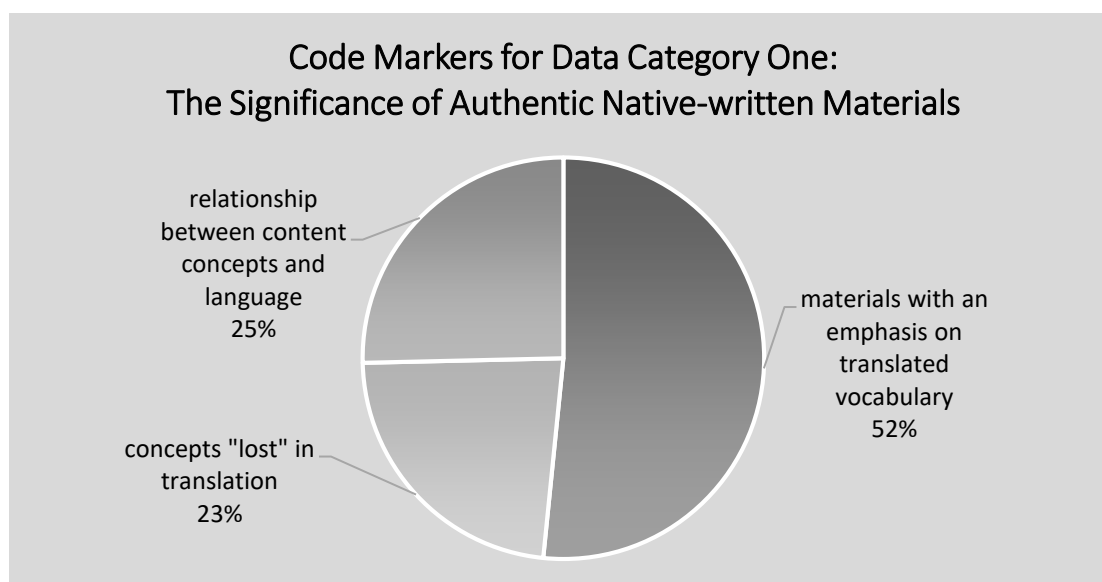 Code Markers for Data Category One:
The Significance of Authentic Native-written Materials
relationship
between content
concepts and
language
25%
materials with an
emphasis on
translated
vocabulary
52%
concepts "lost" in
translation
23%